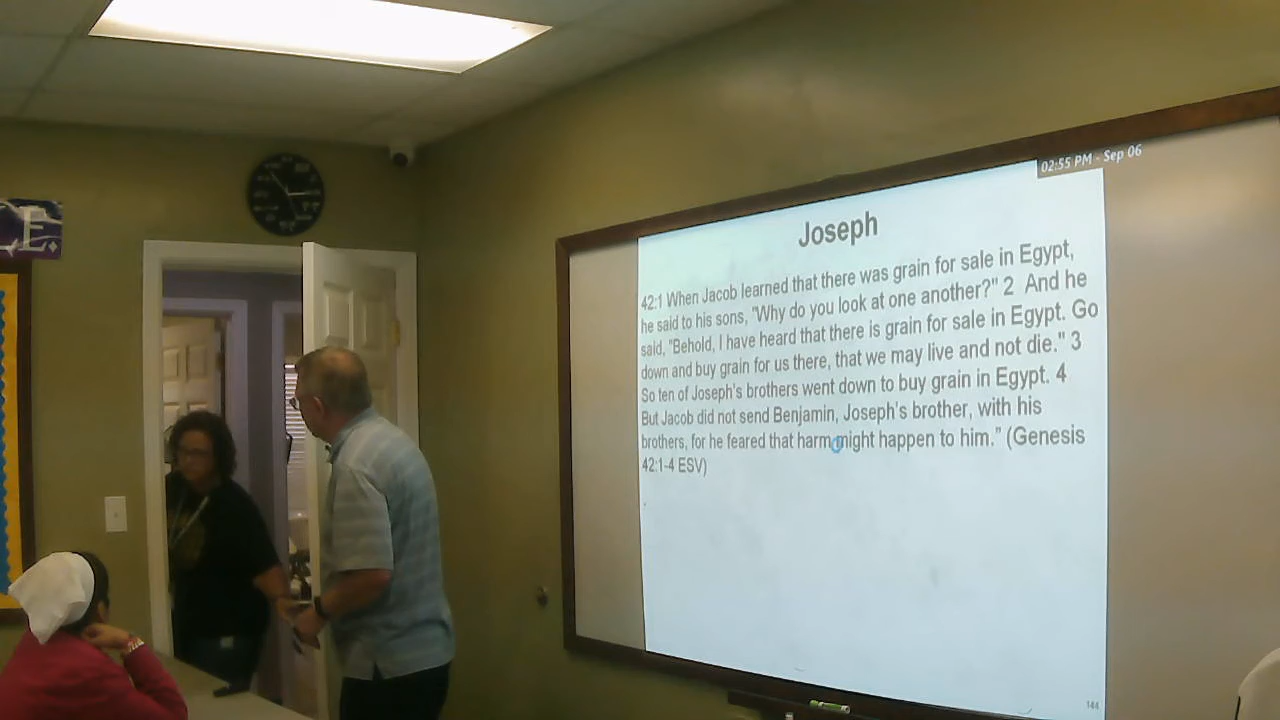 E.
02:55 PM - Sep 06
Joseph
42:1 When Jacob learned that there was grain for sale in Egypt,
he said to his sons, "Why do you look at one another?" 2 And he
said, "Behold, I have heard that there is grain for sale in Egypt. Go
down and buy grain for us there, that we may live and not die." 3
So ten of Joseph's brothers went down to buy grain in Egypt. 4
But Jacob did not send Benjamin, Joseph's brother, with his
brothers, for he feared that harm might happen to him.” (Genesis
42:1-4 ESV)
144